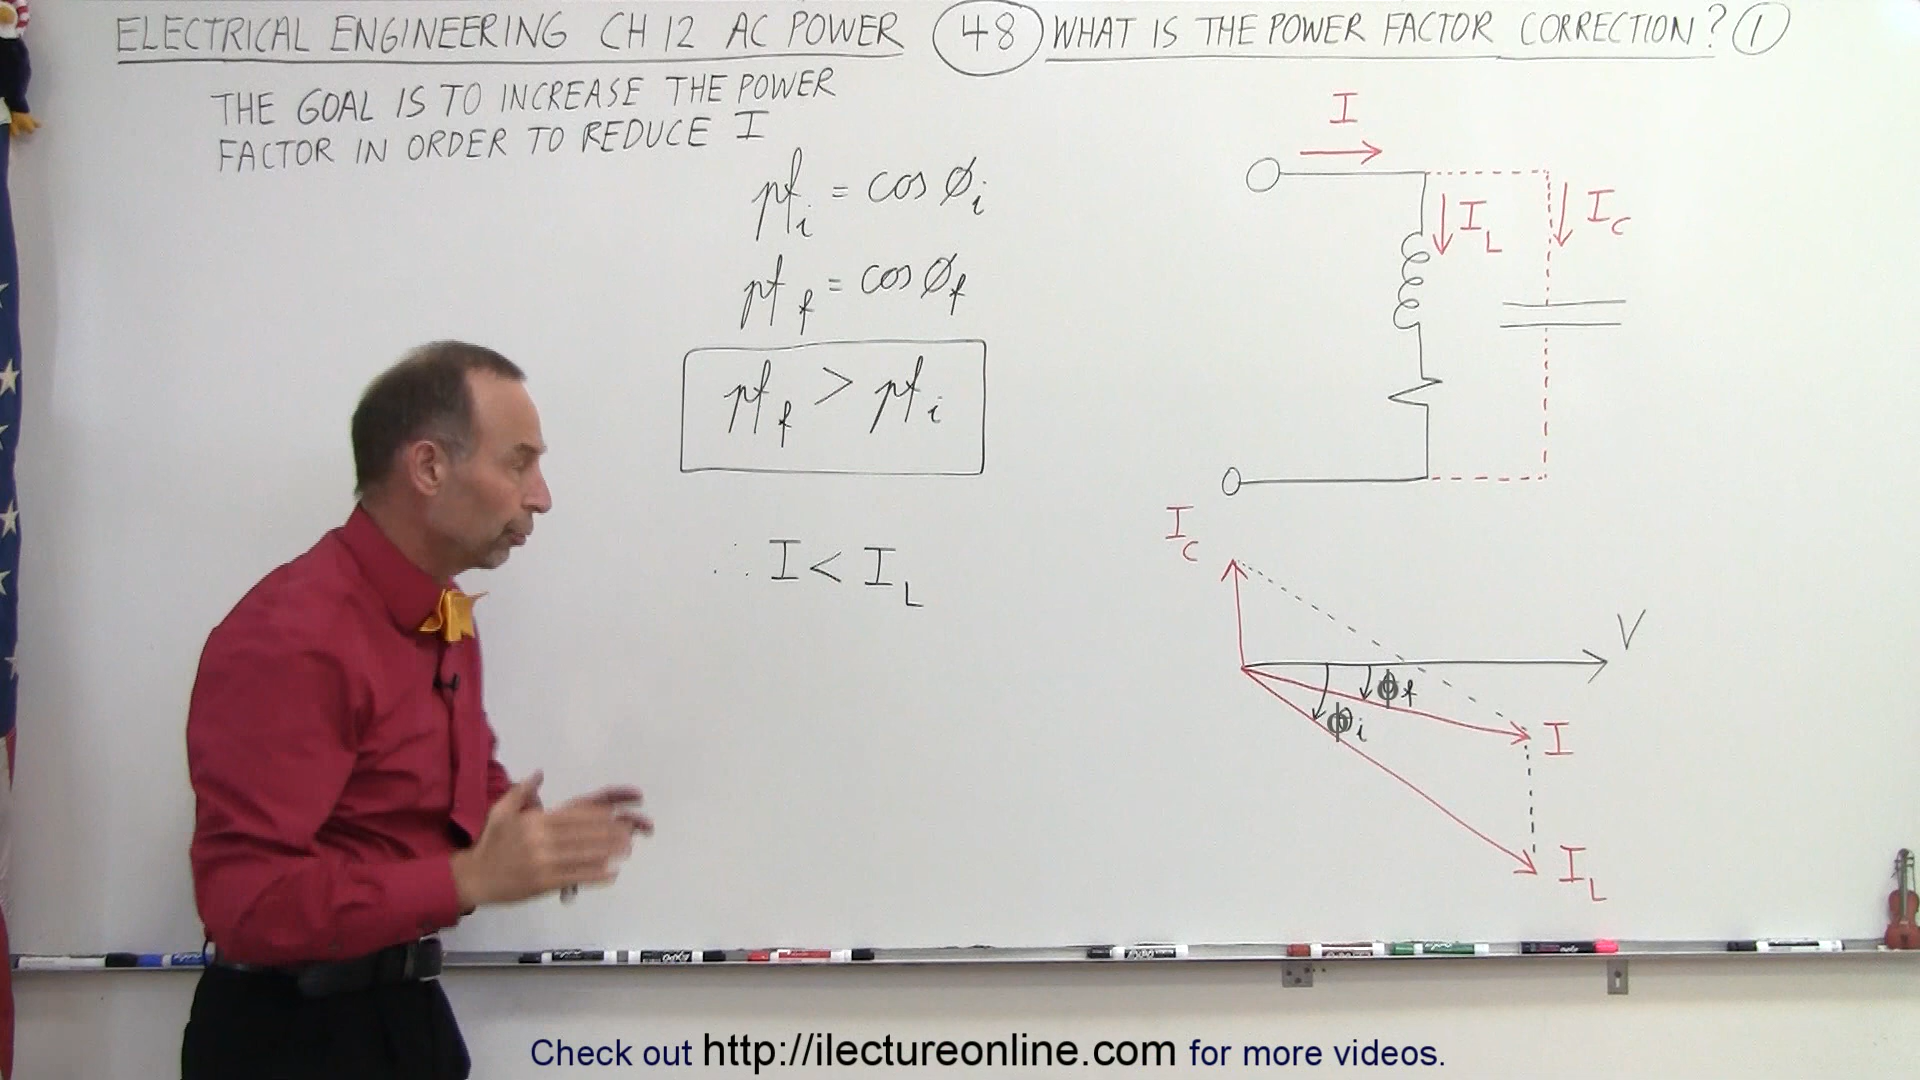 ELECTRICAL ENGINEERING CH 12 AC POWER 48 WHAT IS THE POWER FACTOR CORRECTION? 1
THE GOAL IS TO INCREASE THE POWER
FACTOR IN ORDER TO REDUCE I
pf_i = cos ø_i
pf_f = cos ø_f
pf_f > pf_i
∴ I < I_L
I
I_L
I_C
I_C
V
ϕ_f
ϕ_i
I
I_L
Check out http://ilectureonline.com for more videos.